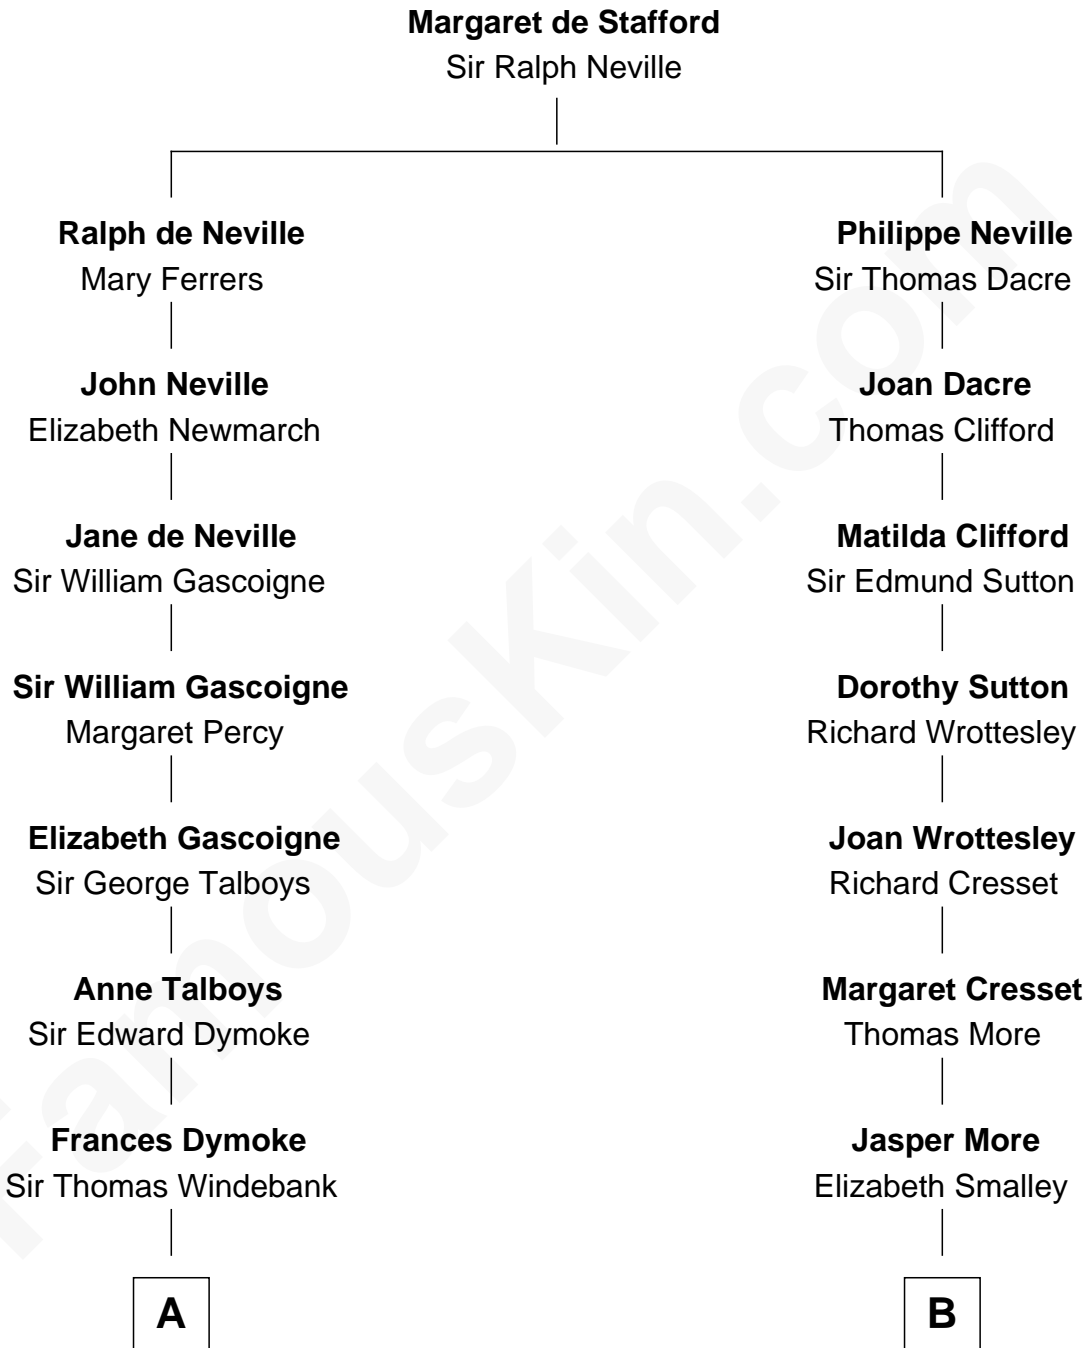 Margaret de Stafford
Sir Ralph Neville
Ralph de Neville
Mary Ferrers
Philippe Neville
Sir Thomas Dacre
John Neville
Elizabeth Newmarch
Joan Dacre
Thomas Clifford
Jane de Neville
Sir William Gascoigne
Matilda Clifford
Sir Edmund Sutton
Sir William Gascoigne
Margaret Percy
Dorothy Sutton
Richard Wrottesley
Elizabeth Gascoigne
Sir George Talboys
Joan Wrottesley
Richard Cresset
Anne Talboys
Sir Edward Dymoke
Margaret Cresset
Thomas More
Frances Dymoke
Sir Thomas Windebank
Jasper More
Elizabeth Smalley
A
B
FamousKin.com